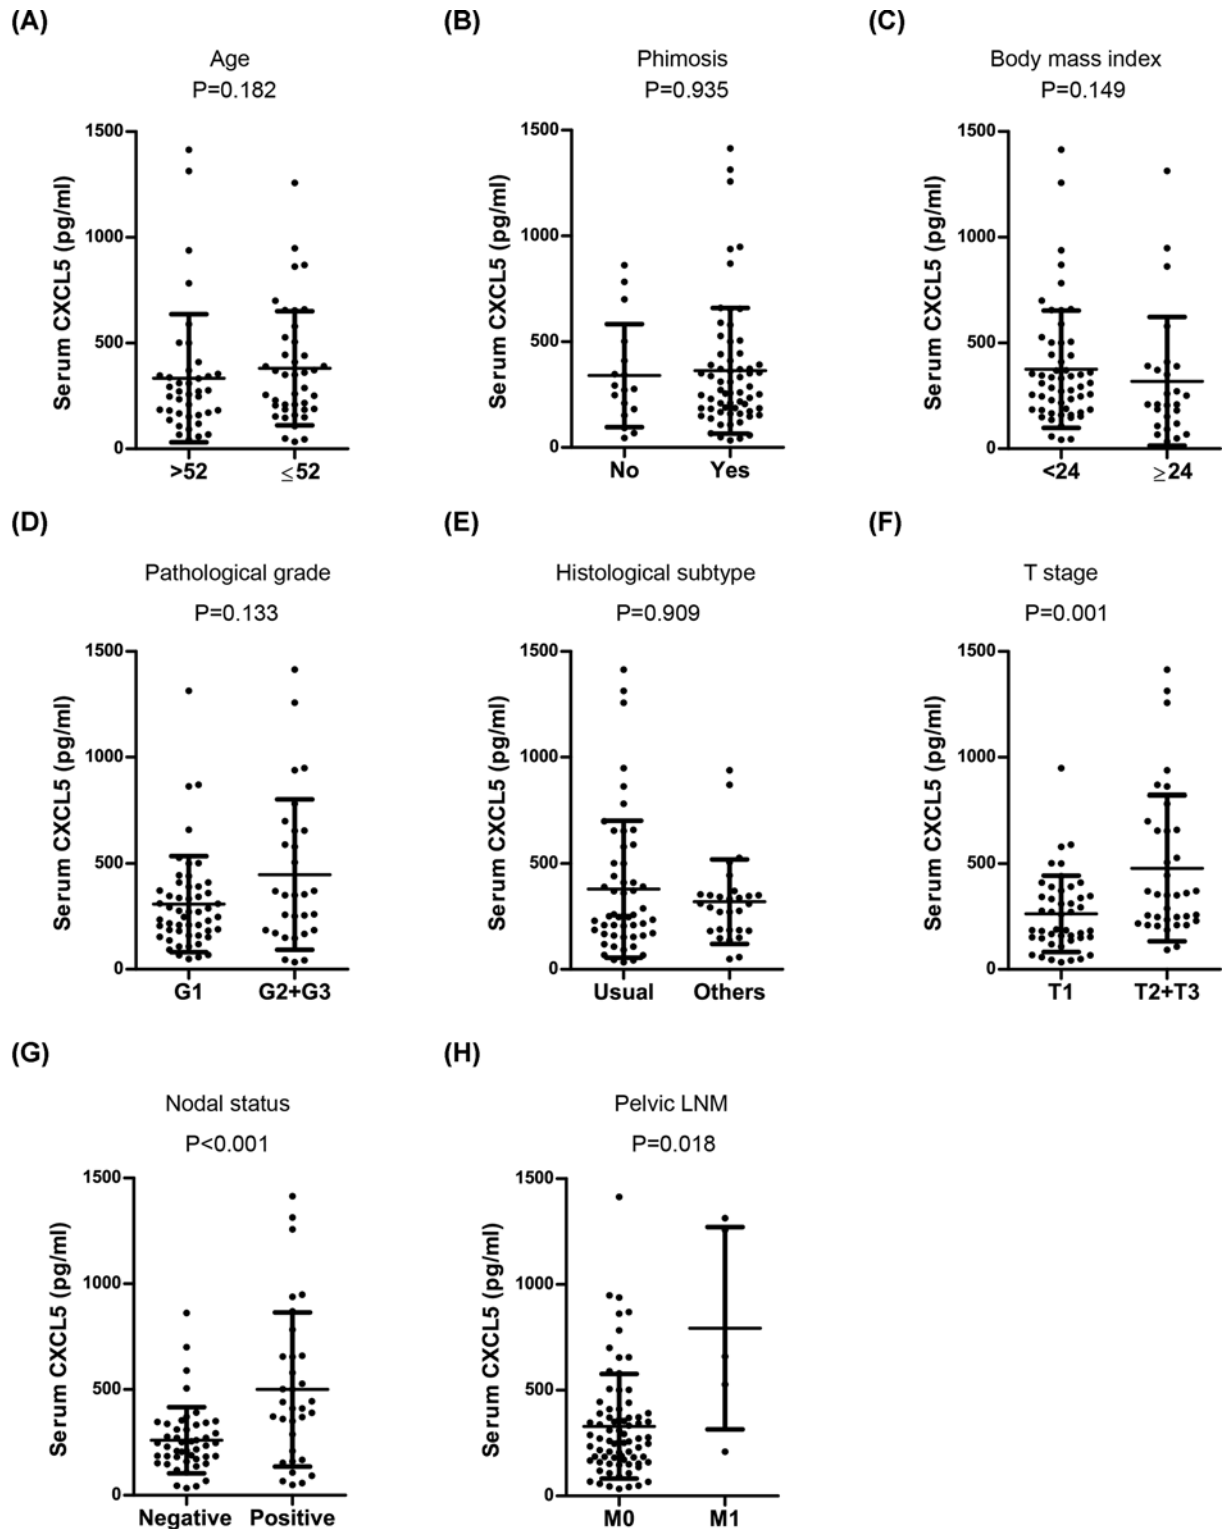 (A)
Age
P=0.182
Serum CXCL5 (pg/ml)
1500
1000
500
0
>52 ≤52
(B)
Phimosis
P=0.935
Serum CXCL5 (pg/ml)
1500
1000
500
0
No Yes
(C)
Body mass index
P=0.149
Serum CXCL5 (pg/ml)
1500
1000
500
0
<24 ≥24
(D)
Pathological grade
P=0.133
Serum CXCL5 (pg/ml)
1500
1000
500
0
G1 G2+G3
(E)
Histological subtype
P=0.909
Serum CXCL5 (pg/ml)
1500
1000
500
0
Usual Others
(F)
T stage
P=0.001
Serum CXCL5 (pg/ml)
1500
1000
500
0
T1 T2+T3
(G)
Nodal status
P<0.001
Serum CXCL5 (pg/ml)
1500
1000
500
0
Negative Positive
(H)
Pelvic LNM
P=0.018
Serum CXCL5 (pg/ml)
1500
1000
500
0
M0 M1